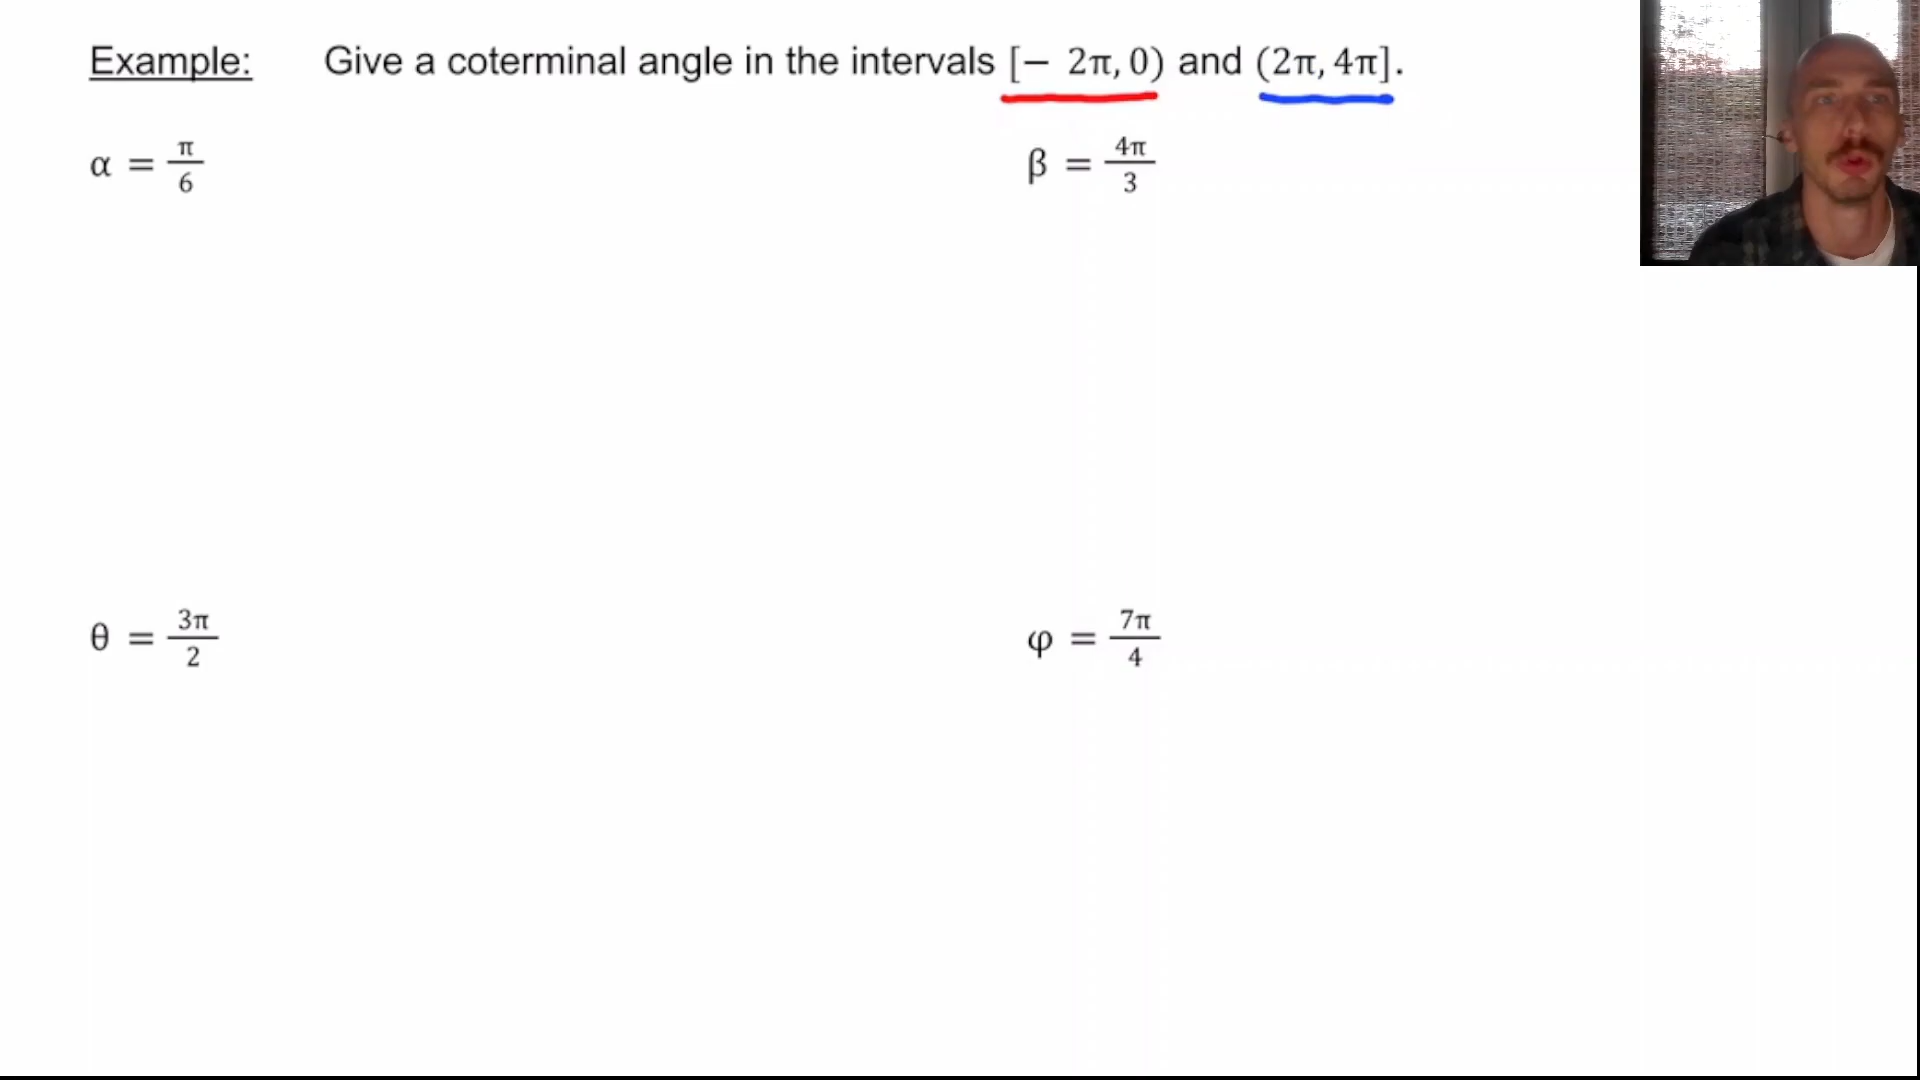 Example: Give a coterminal angle in the intervals [− 2π, 0) and (2π, 4π].
α = π/6
β = 4π/3
θ = 3π/2
φ = 7π/4